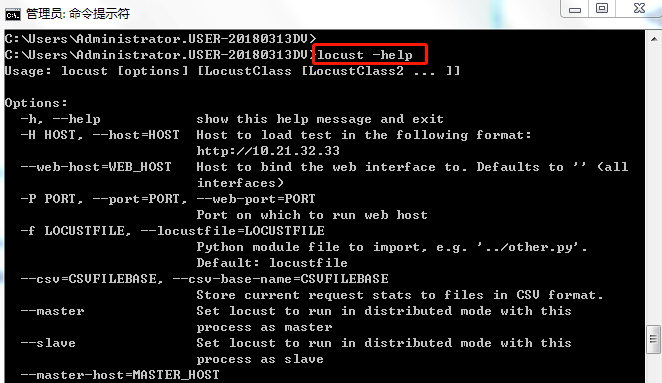 管理员: 命令提示符
C:\Users\Administrator.USER-20180313DV>
C:\Users\Administrator.USER-20180313DV>locust -help
Usage: locust [options] [LocustClass [LocustClass2 ... ]]
Options:
-h, --help show this help message and exit
-H HOST, --host=HOST Host to load test in the following format:
http://10.21.32.33
--web-host=WEB_HOST Host to bind the web interface to. Defaults to '' (all
interfaces)
-P PORT, --port=PORT, --web-port=PORT
Port on which to run web host
-f LOCUSTFILE, --locustfile=LOCUSTFILE
Python module file to import, e.g. '../other.py'.
Default: locustfile
--csv=CSVFILEBASE, --csv-base-name=CSVFILEBASE
Store current request stats to files in CSV format.
--master Set locust to run in distributed mode with this
process as master
--slave Set locust to run in distributed mode with this
process as slave
--master-host=MASTER_HOST